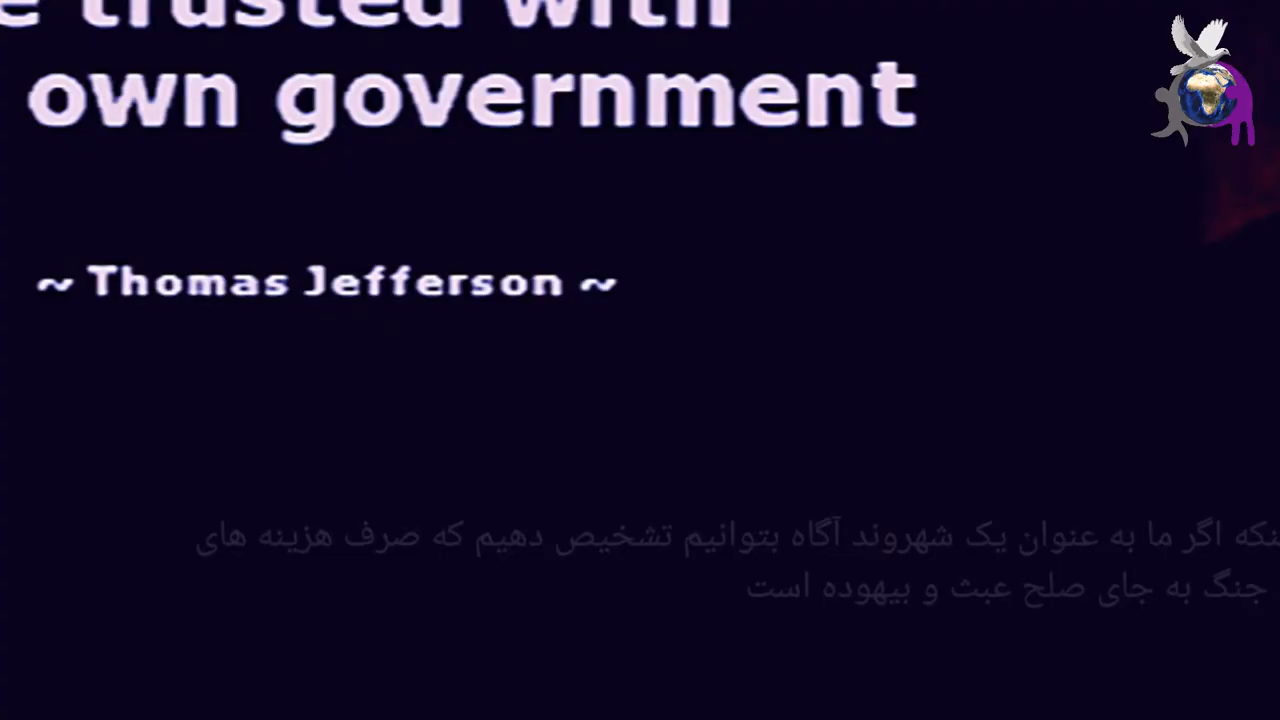 trusted with
own government
~ Thomas Jefferson ~
اگر ما به عنوان یک شهروند آگاه بتوانیم تشخیص دهیم که صرف هزینه های
جنگ به جای صلح عبث و بیهوده است